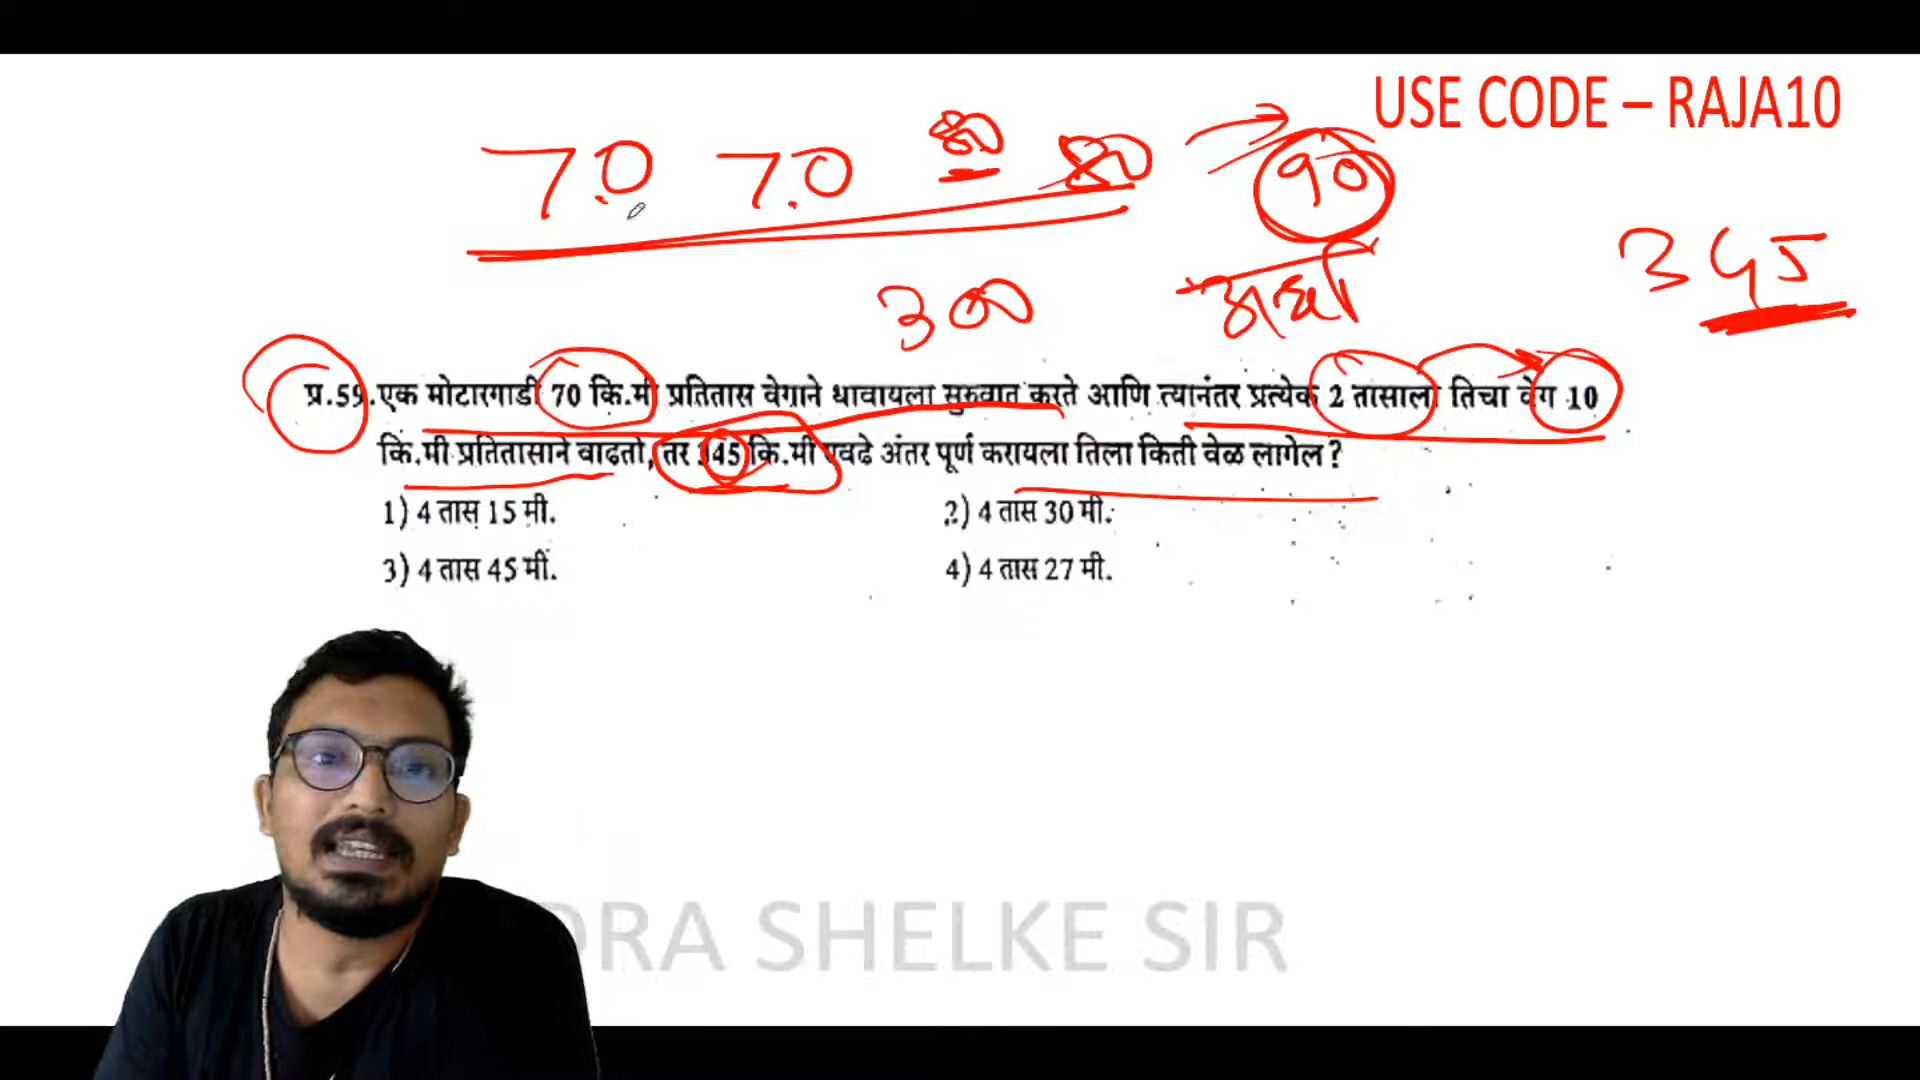 USE CODE – RAJA10
70 70 80 80 90
345
300 अर्धा
प्र.59. एक मोटारगाडी 70 कि.मी प्रतितास वेगाने धावायला सुरुवात करते आणि त्यानंतर प्रत्येक 2 तासाला तिचा वेग 10
कि.मी प्रतितासाने वाढतो, तर 345 कि.मी एवढे अंतर पूर्ण करायला तिला किती वेळ लागेल?
1) 4 तास 15 मी. 2) 4 तास 30 मी.
3) 4 तास 45 मी. 4) 4 तास 27 मी.
DRA SHELKE SIR